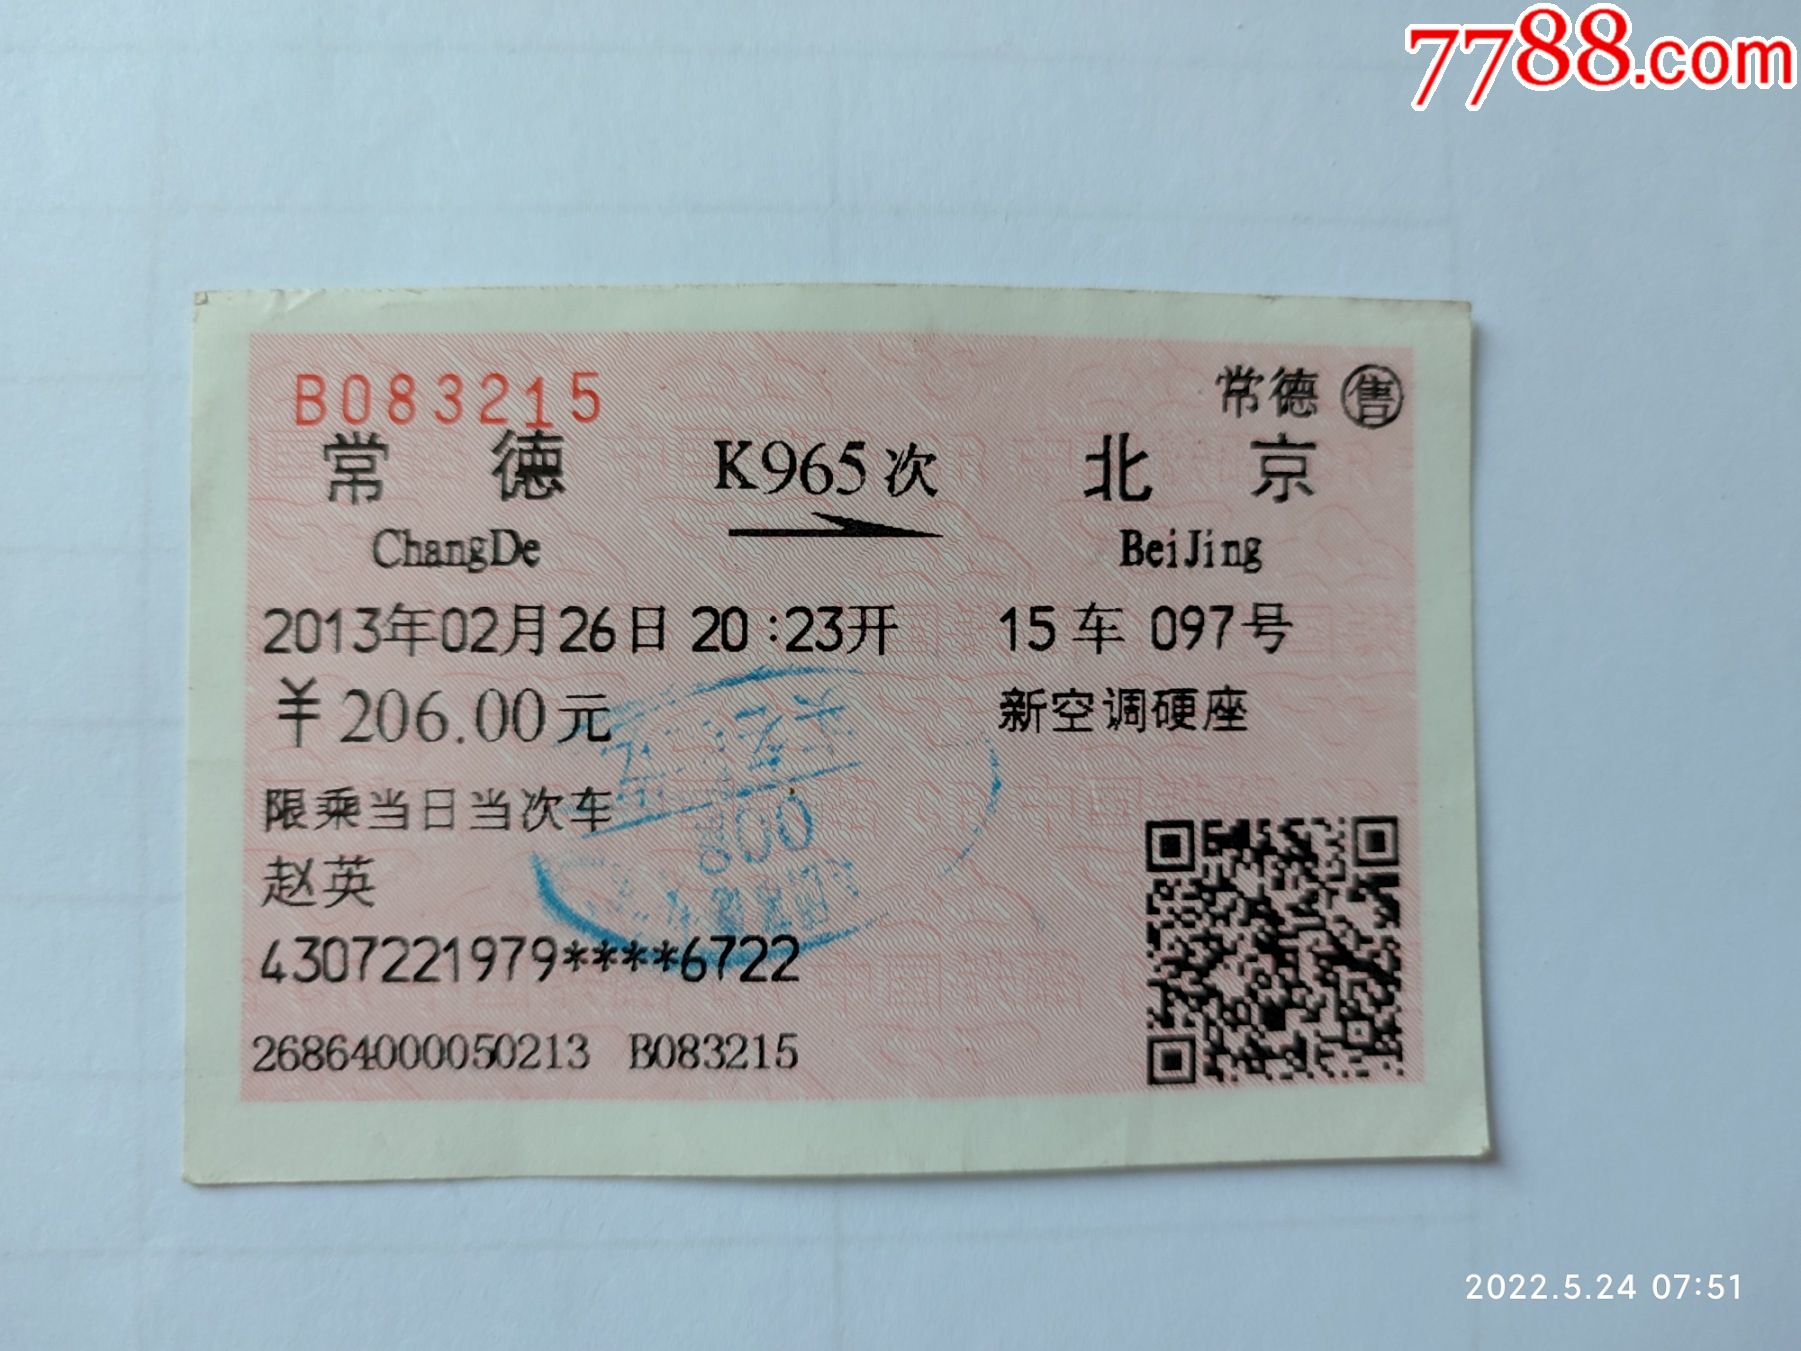 7788.com
B083215
常德 售
常德 K965次 北京
ChangDe BeiJing
2013年02月26日 20:23开 15车 097号
￥206.00元 新空调硬座
限乘当日当次车
赵英
4307221979****6722
26864000050213 B083215
2022.5.24 07:51